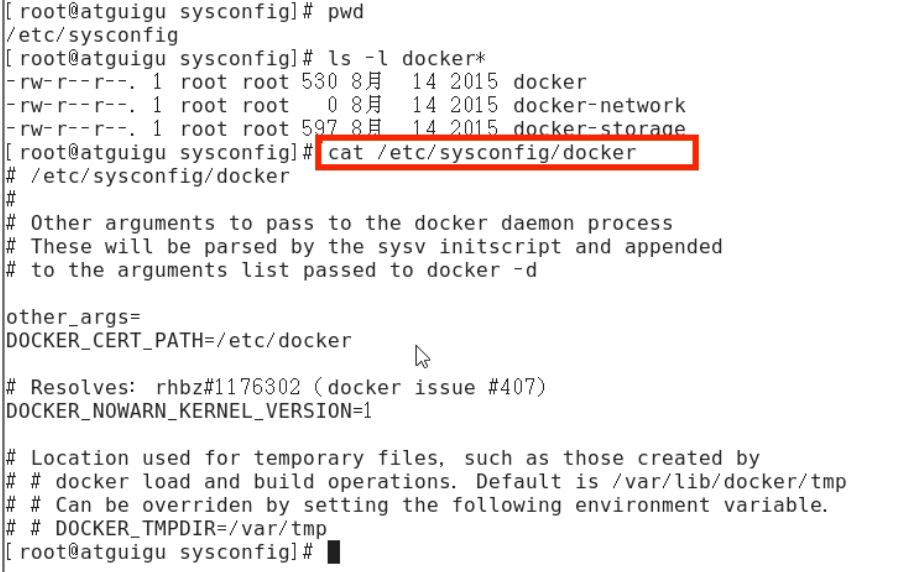 [root@atguigu sysconfig]# pwd
/etc/sysconfig
[root@atguigu sysconfig]# ls -l docker*
-rw-r--r--. 1 root root 530 8月 14 2015 docker
-rw-r--r--. 1 root root 0 8月 14 2015 docker-network
-rw-r--r--. 1 root root 597 8月 14 2015 docker-storage
[root@atguigu sysconfig]# cat /etc/sysconfig/docker
# /etc/sysconfig/docker
#
# Other arguments to pass to the docker daemon process
# These will be parsed by the sysv initscript and appended
# to the arguments list passed to docker -d
other_args=
DOCKER_CERT_PATH=/etc/docker
# Resolves: rhbz#1176302 (docker issue #407)
DOCKER_NOWARN_KERNEL_VERSION=1
# Location used for temporary files, such as those created by
# # docker load and build operations. Default is /var/lib/docker/tmp
# # Can be overriden by setting the following environment variable.
# # DOCKER_TMPDIR=/var/tmp
[root@atguigu sysconfig]#